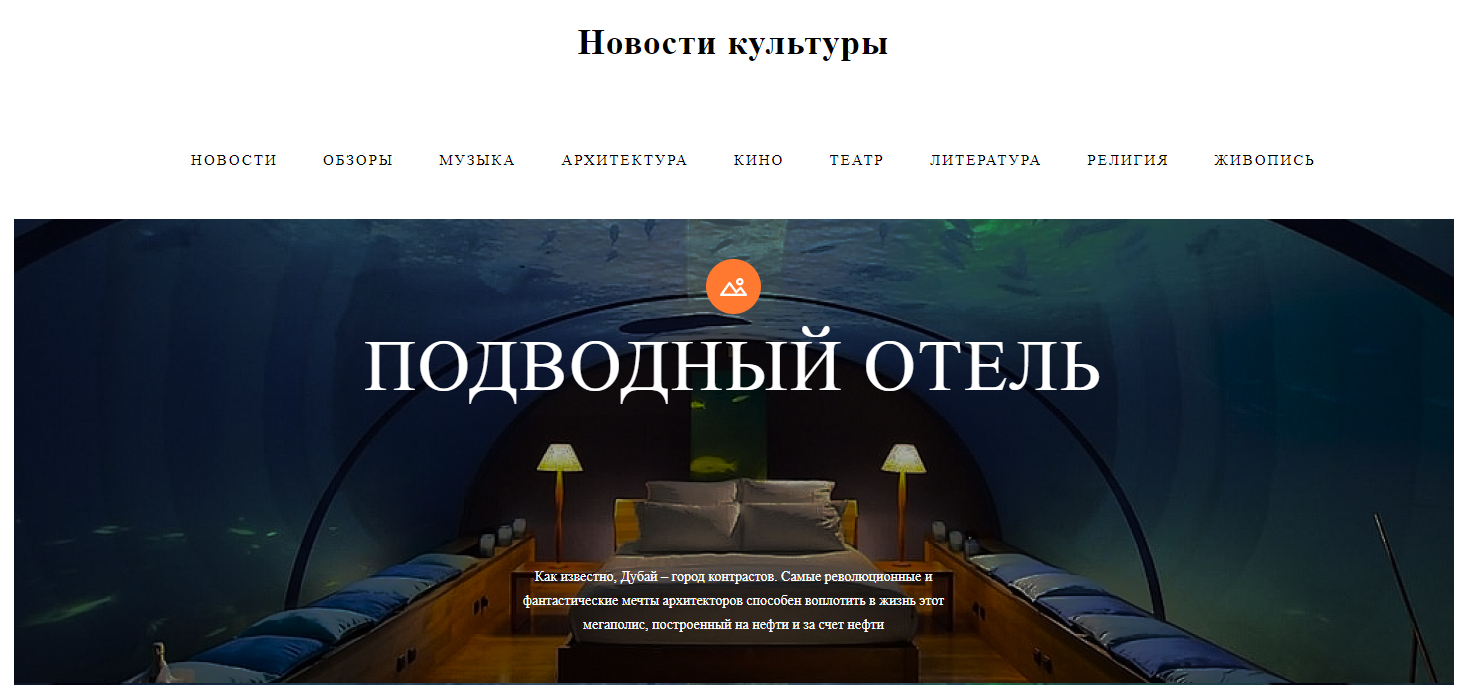 Новости культуры
НОВОСТИ ОБЗОРЫ МУЗЫКА АРХИТЕКТУРА КИНО ТЕАТР ЛИТЕРАТУРА РЕЛИГИЯ ЖИВОПИСЬ
ПОДВОДНЫЙ ОТЕЛЬ
Как известно, Дубай – город контрастов. Самые революционные и
фантастические мечты архитекторов способен воплотить в жизнь этот
мегаполис, построенный на нефти и за счет нефти